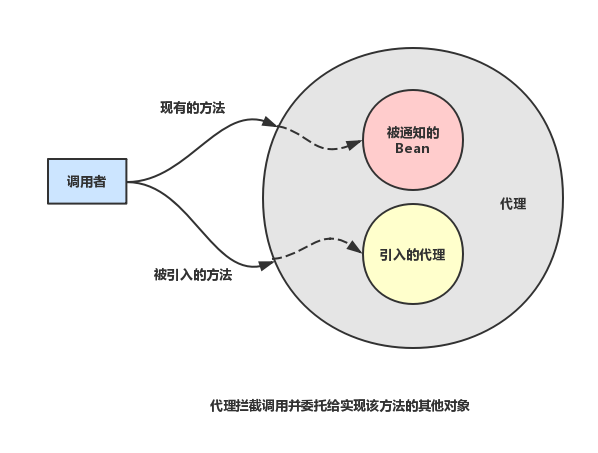 现有的方法
被通知的
Bean
调用者
代理
引入的代理
被引入的方法
代理拦截调用并委托给实现该方法的其他对象